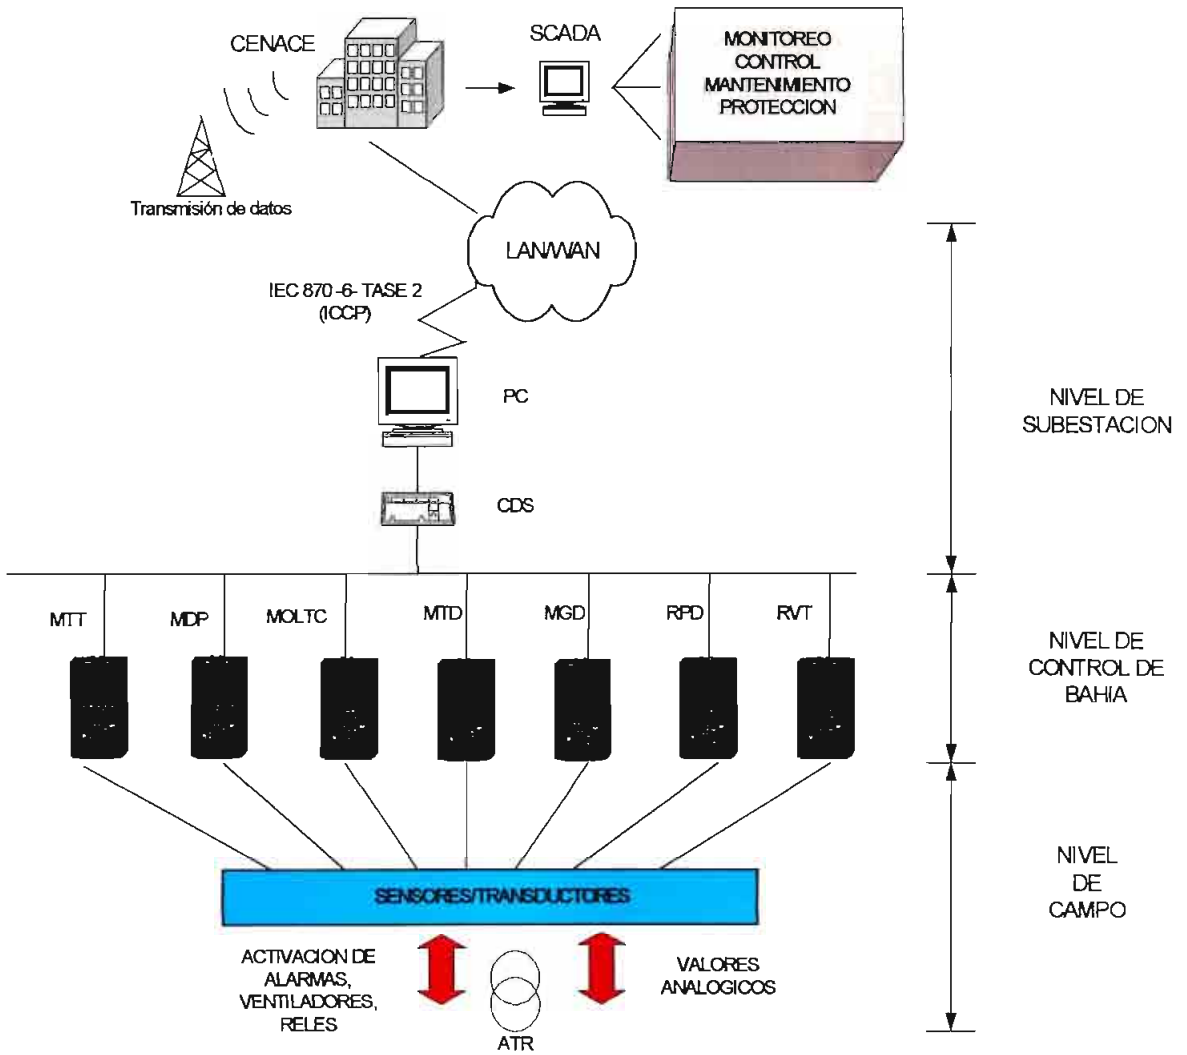 CENACE
SCADA
MONITOREO
CONTROL
MANTENIMIENTO
PROTECCION
Transmisión de datos
LAN/WAN
IEC 870 -6- TASE 2
(ICCP)
PC
NIVEL DE
SUBESTACION
CDS
MTT
MDP
MOLTC
MTD
MGD
RPD
RVT
NIVEL DE
CONTROL DE
BAHIA
SENSORES/TRANSDUCTORES
NIVEL
DE
CAMPO
ACTIVACION DE
ALARMAS,
VENTILADORES,
RELES
VALORES
ANALOGICOS
ATR